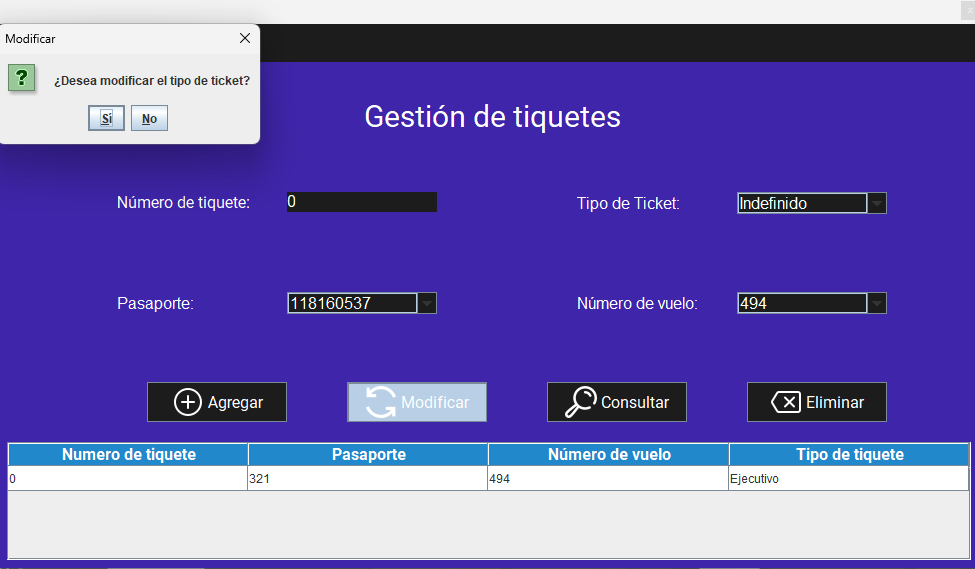 Modificar
¿Desea modificar el tipo de ticket?
Sí No
Gestión de tiquetes
Número de tiquete: 0 Tipo de Ticket: Indefinido
Pasaporte: 118160537 Número de vuelo: 494
Agregar Modificar Consultar Eliminar
Numero de tiquete Pasaporte Número de vuelo Tipo de tiquete
0 321 494 Ejecutivo